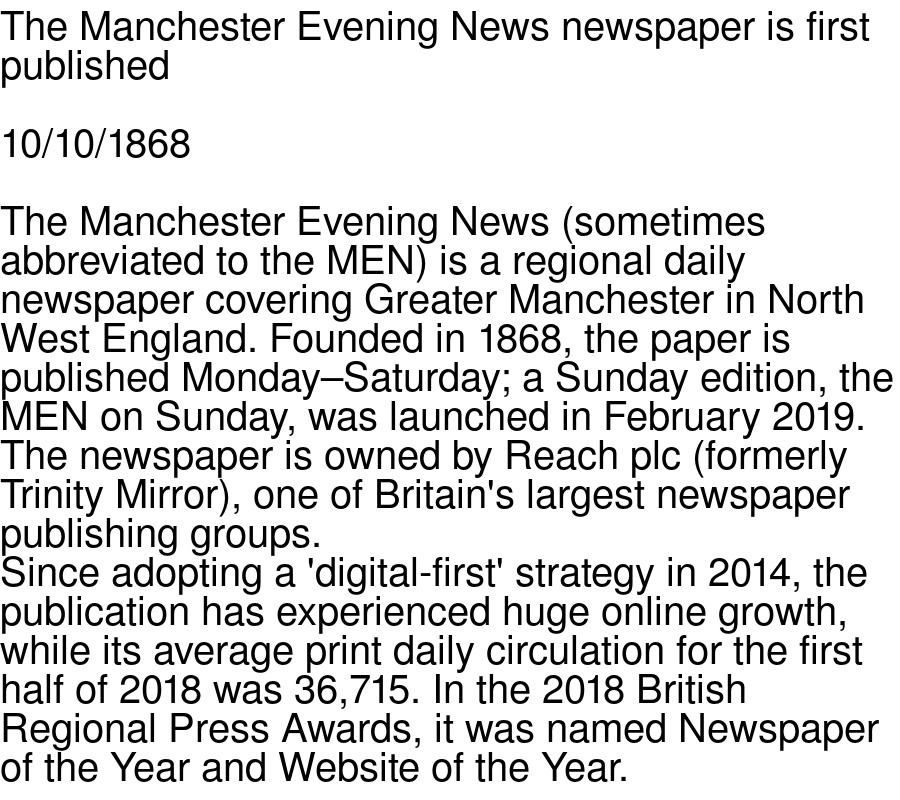 The Manchester Evening News newspaper is first
published
10/10/1868
The Manchester Evening News (sometimes
abbreviated to the MEN) is a regional daily
newspaper covering Greater Manchester in North
West England. Founded in 1868, the paper is
published Monday–Saturday; a Sunday edition, the
MEN on Sunday, was launched in February 2019.
The newspaper is owned by Reach plc (formerly
Trinity Mirror), one of Britain's largest newspaper
publishing groups.
Since adopting a 'digital-first' strategy in 2014, the
publication has experienced huge online growth,
while its average print daily circulation for the first
half of 2018 was 36,715. In the 2018 British
Regional Press Awards, it was named Newspaper
of the Year and Website of the Year.